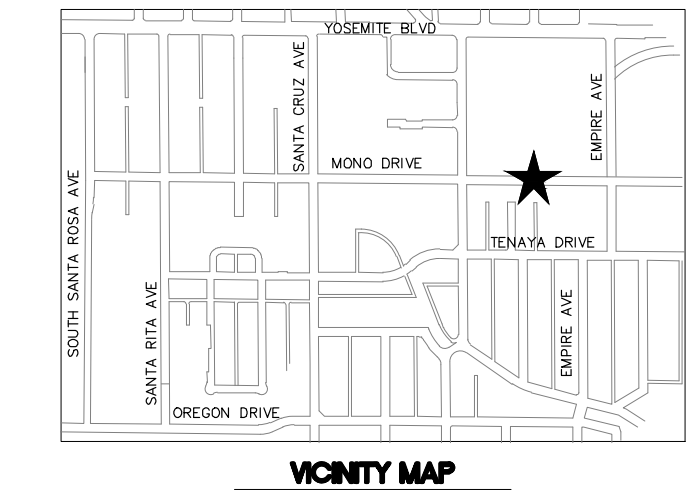 YOSEMITE BLVD
SANTA CRUZ AVE
EMPIRE AVE
MONO DRIVE
SOUTH SANTA ROSA AVE
TENAYA DRIVE
SANTA RITA AVE
EMPIRE AVE
OREGON DRIVE
VICINITY MAP